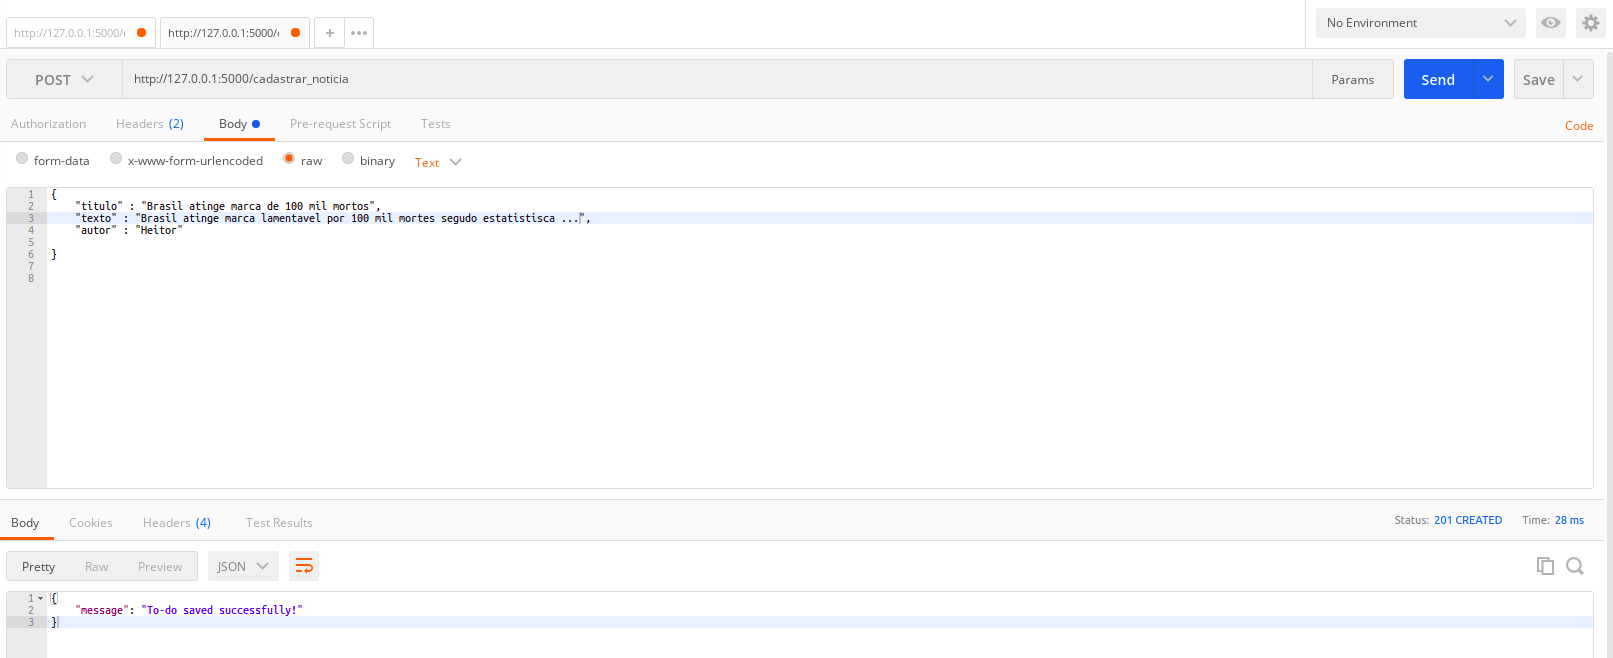 http://127.0.0.1:5000/ http://127.0.0.1:5000/ + ••• No Environment
POST http://127.0.0.1:5000/cadastrar_noticia Params Send Save
Authorization Headers (2) Body Pre-request Script Tests Code
form-data x-www-form-urlencoded raw binary Text
1 {
2 "titulo" : "Brasil atinge marca de 100 mil mortos",
3 "texto" : "Brasil atinge marca lamentavel por 100 mil mortes segudo estatistisca ...",
4 "autor" : "Heitor"
5
6 }
7
8
Body Cookies Headers (4) Test Results Status: 201 CREATED Time: 28 ms
Pretty Raw Preview JSON
1 {
2 "message": "To-do saved successfully!"
3 }